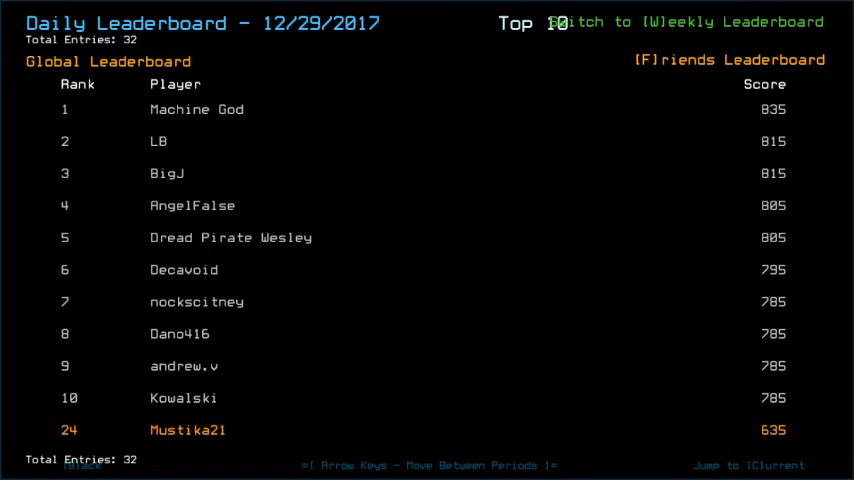 Daily Leaderboard - 12/29/2017 Top 10 Switch to [W]eekly Leaderboard
Total Entries: 32
Global Leaderboard [F]riends Leaderboard
Rank Player Score
1 Machine God 835
2 LB 815
3 BigJ 815
4 AngelFalse 805
5 Dread Pirate Wesley 805
6 Decavoid 795
7 nockscitney 785
8 Dano416 785
9 andrew.v 785
10 Kowalski 785
24 Mustika21 635
Total Entries: 32
[B]ack =[ Arrow Keys - Move Between Periods ]= Jump to [C]urrent